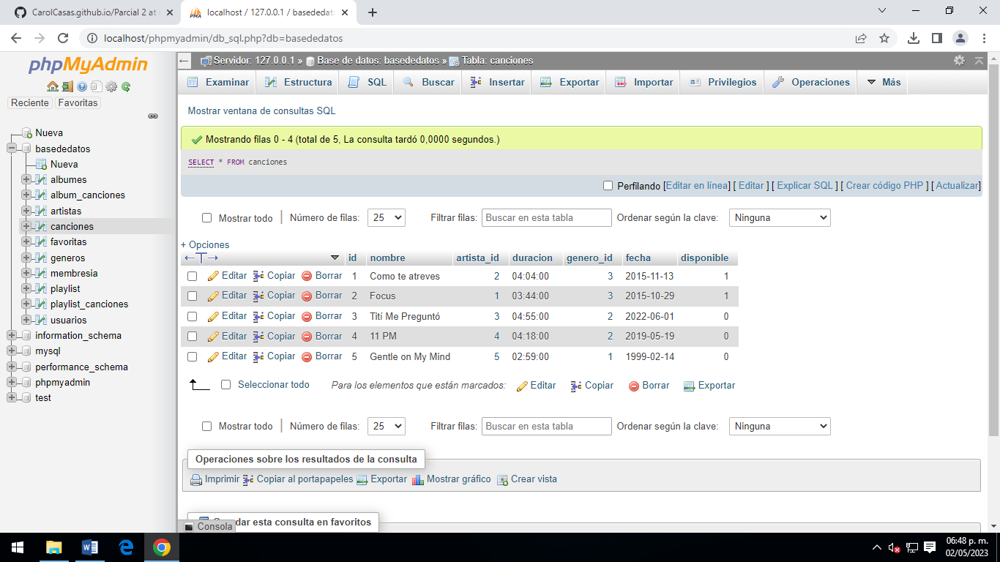 CarolCasas.github.io/Parcial 2 at
localhost / 127.0.0.1 / basededato
localhost/phpmyadmin/db_sql.php?db=basededatos
phpMyAdmin
Reciente Favoritas
Nueva
basededatos
Nueva
albumes
album_canciones
artistas
canciones
favoritas
generos
membresia
playlist
playlist_canciones
usuarios
information_schema
mysql
performance_schema
phpmyadmin
test
Servidor: 127.0.0.1 » Base de datos: basededatos » Tabla: canciones
Examinar Estructura SQL Buscar Insertar Exportar Importar Privilegios Operaciones Más
Mostrar ventana de consultas SQL
Mostrando filas 0 - 4 (total de 5, La consulta tardó 0,0000 segundos.)
SELECT * FROM canciones
Perfilando [Editar en línea] [ Editar ] [ Explicar SQL ] [ Crear código PHP ] [ Actualizar]
Mostrar todo | Número de filas: 25 Filtrar filas: Buscar en esta tabla Ordenar según la clave: Ninguna
+ Opciones
←T→ id nombre artista_id duracion genero_id fecha disponible
Editar Copiar Borrar 1 Como te atreves 2 04:04:00 3 2015-11-13 1
Editar Copiar Borrar 2 Focus 1 03:44:00 3 2015-10-29 1
Editar Copiar Borrar 3 Tití Me Preguntó 3 04:55:00 2 2022-06-01 0
Editar Copiar Borrar 4 11 PM 4 04:18:00 2 2019-05-19 0
Editar Copiar Borrar 5 Gentle on My Mind 5 02:59:00 1 1999-02-14 0
Seleccionar todo Para los elementos que están marcados: Editar Copiar Borrar Exportar
Mostrar todo | Número de filas: 25 Filtrar filas: Buscar en esta tabla Ordenar según la clave: Ninguna
Operaciones sobre los resultados de la consulta
Imprimir Copiar al portapapeles Exportar Mostrar gráfico Crear vista
esta consulta en favoritos
Consola
06:48 p. m.
02/05/2023